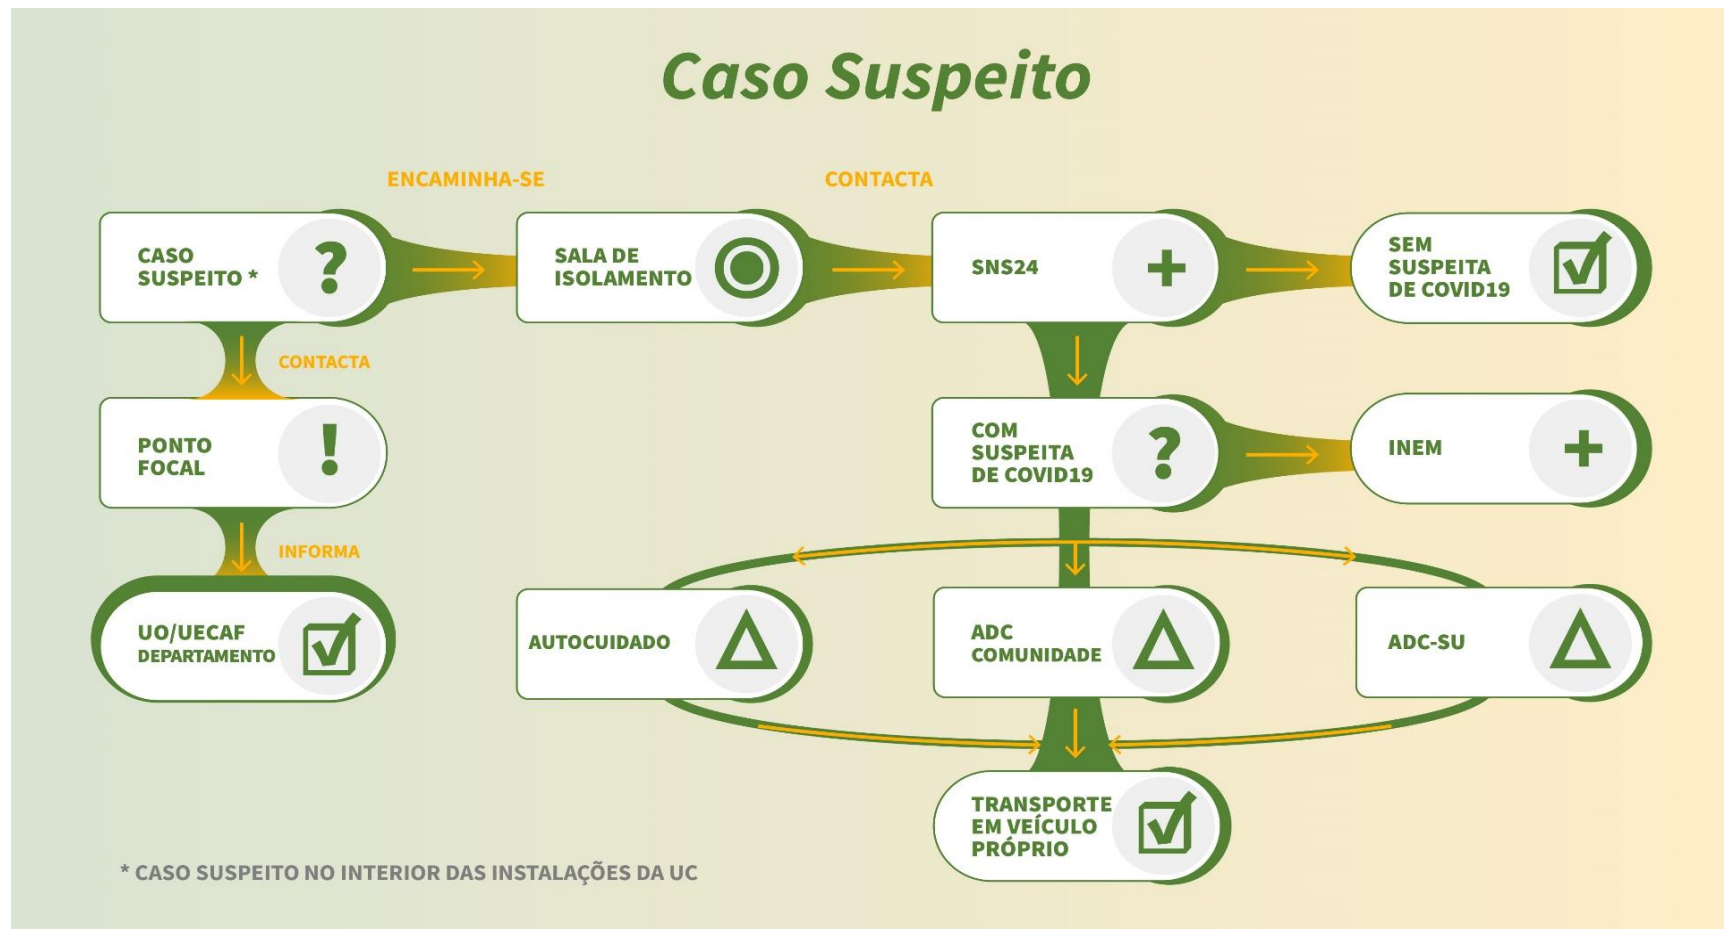 Caso Suspeito
ENCAMINHA-SE
CONTACTA
CASO
SUSPEITO *
?
SALA DE
ISOLAMENTO
SNS24
+
SEM
SUSPEITA
DE COVID19
CONTACTA
PONTO
FOCAL
!
COM
SUSPEITA
DE COVID19
?
INEM
+
INFORMA
UO/UECAF
DEPARTAMENTO
AUTOCUIDADO
ADC
COMUNIDADE
ADC-SU
TRANSPORTE
EM VEÍCULO
PRÓPRIO
* CASO SUSPEITO NO INTERIOR DAS INSTALAÇÕES DA UC